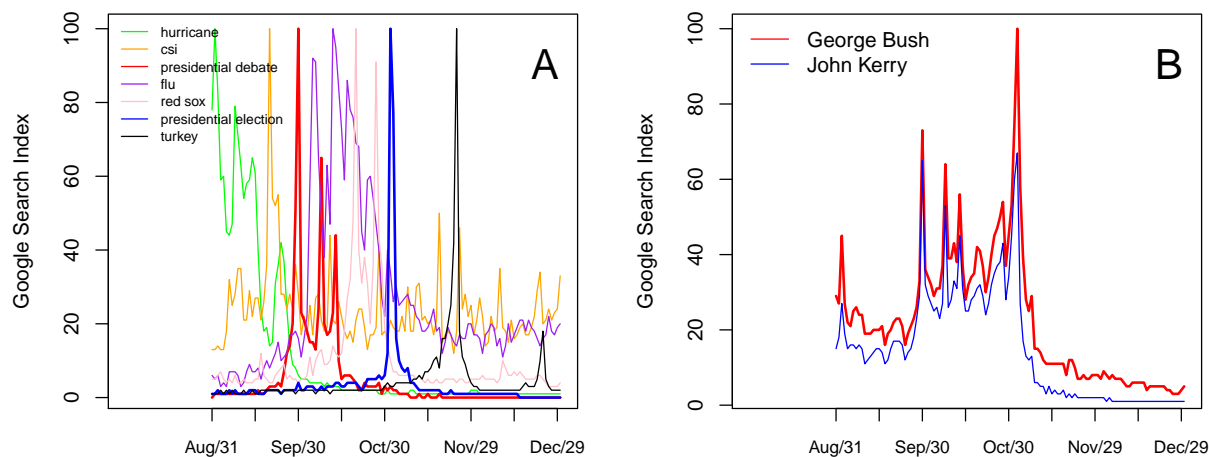 A
hurricane
csi
presidential debate
flu
red sox
presidential election
turkey
Google Search Index
0
20
40
60
80
100
Aug/31
Sep/30
Oct/30
Nov/29
Dec/29
B
George Bush
John Kerry
Google Search Index
0
20
40
60
80
100
Aug/31
Sep/30
Oct/30
Nov/29
Dec/29